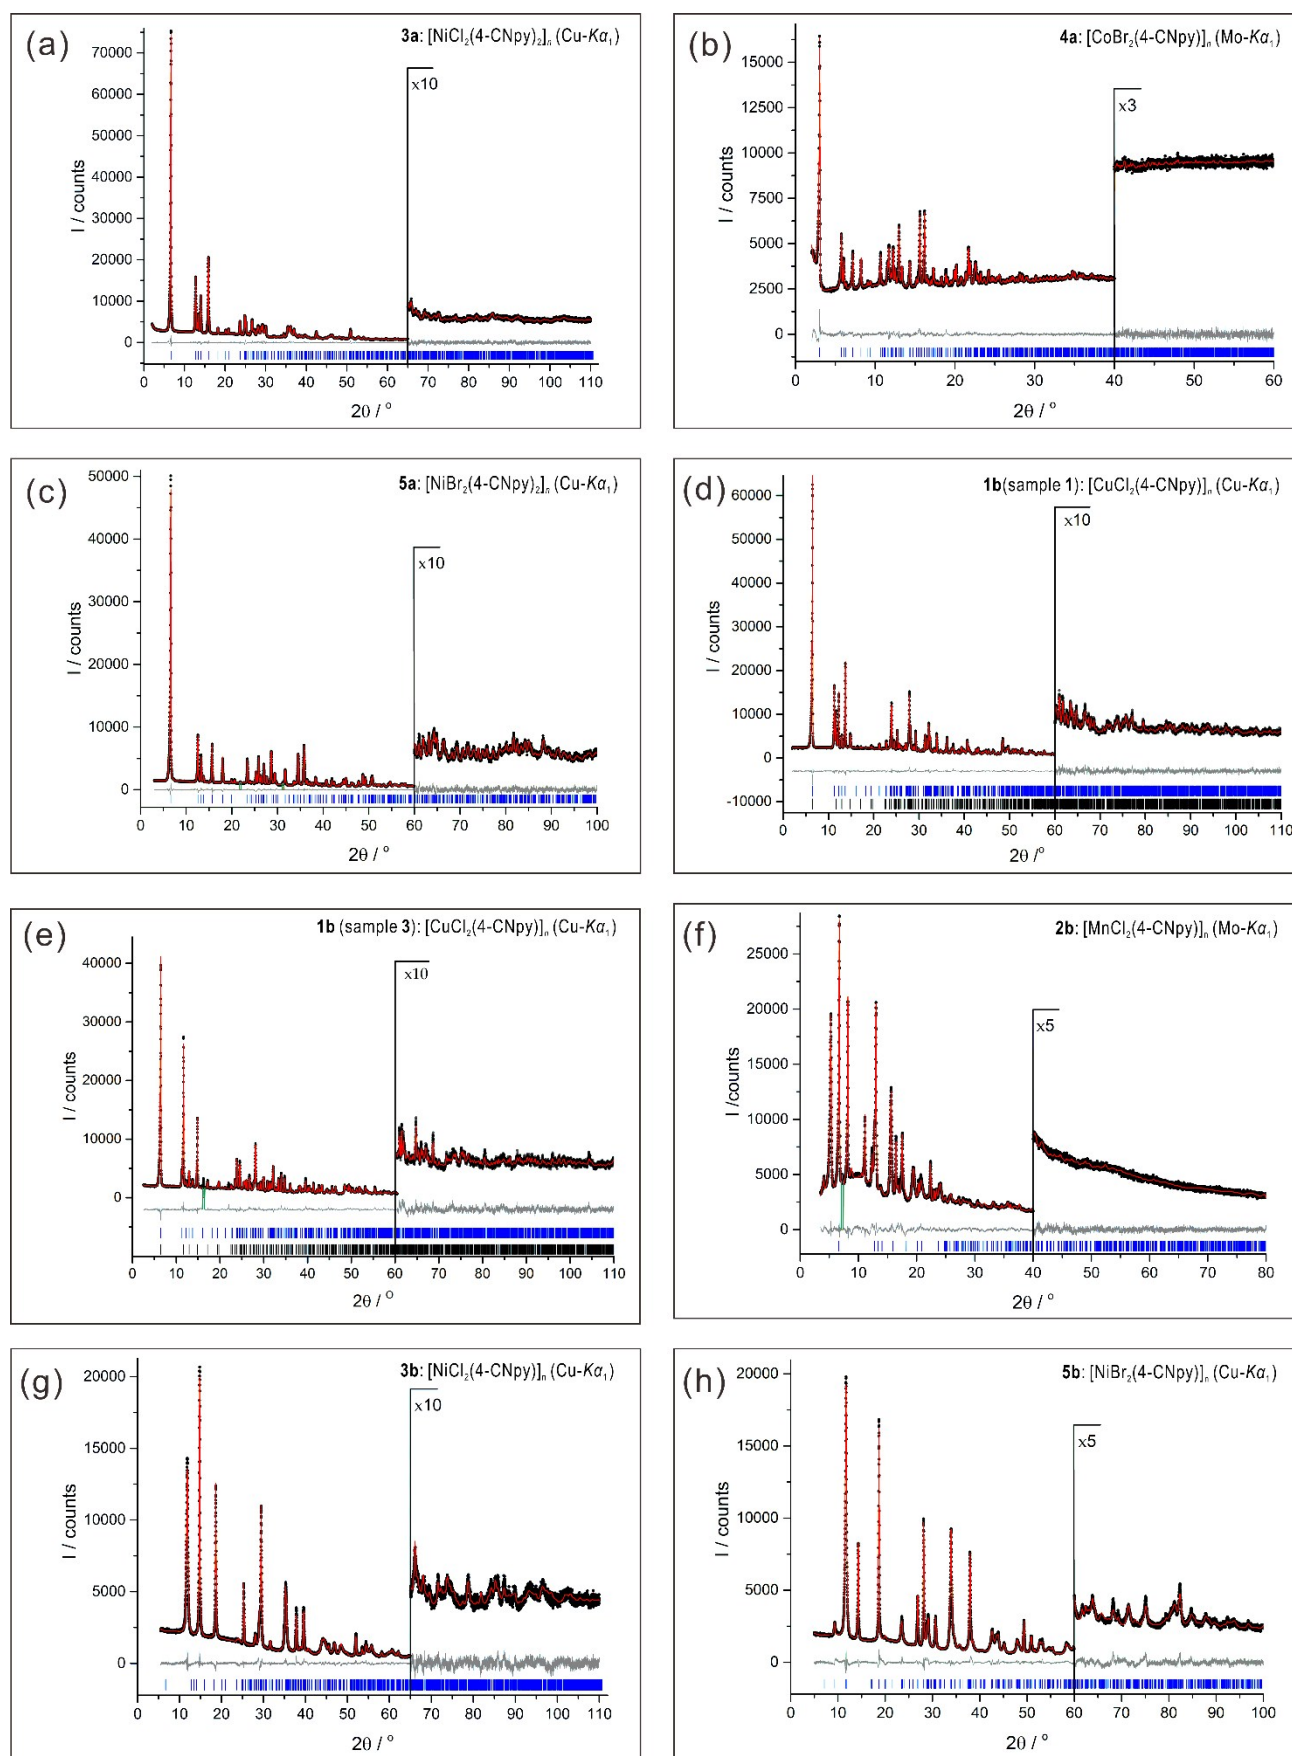 (a)
3a: [NiCl₂(4-CNpy)₂]ₙ (Cu-Kα₁)
x10
I / counts
75000
70000
60000
50000
40000
30000
20000
10000
0
0 10 20 30 40 50 60 70 80 90 100 110
2θ / °
(b)
4a: [CoBr₂(4-CNpy)]ₙ (Mo-Kα₁)
x3
I / counts
15000
12500
10000
7500
5000
2500
0
0 10 20 30 40 50 60
2θ / °
(c)
5a: [NiBr₂(4-CNpy)₂]ₙ (Cu-Kα₁)
x10
I / counts
50000
40000
30000
20000
10000
0
0 10 20 30 40 50 60 70 80 90 100
2θ / °
(d)
1b(sample 1): [CuCl₂(4-CNpy)]ₙ (Cu-Kα₁)
x10
I / counts
60000
50000
40000
30000
20000
10000
0
-10000
0 10 20 30 40 50 60 70 80 90 100 110
2θ /°
(e)
1b (sample 3): [CuCl₂(4-CNpy)]ₙ (Cu-Kα₁)
x10
I / counts
40000
30000
20000
10000
0
0 10 20 30 40 50 60 70 80 90 100 110
2θ / °
(f)
2b: [MnCl₂(4-CNpy)]ₙ (Mo-Kα₁)
x5
I /counts
25000
20000
15000
10000
5000
0
0 10 20 30 40 50 60 70 80
2θ / °
(g)
3b: [NiCl₂(4-CNpy)]ₙ (Cu-Kα₁)
x10
I / counts
20000
15000
10000
5000
0
0 10 20 30 40 50 60 70 80 90 100 110
2θ / °
(h)
5b: [NiBr₂(4-CNpy)]ₙ (Cu-Kα₁)
x5
I / counts
20000
15000
10000
5000
0
0 10 20 30 40 50 60 70 80 90 100
2θ / °